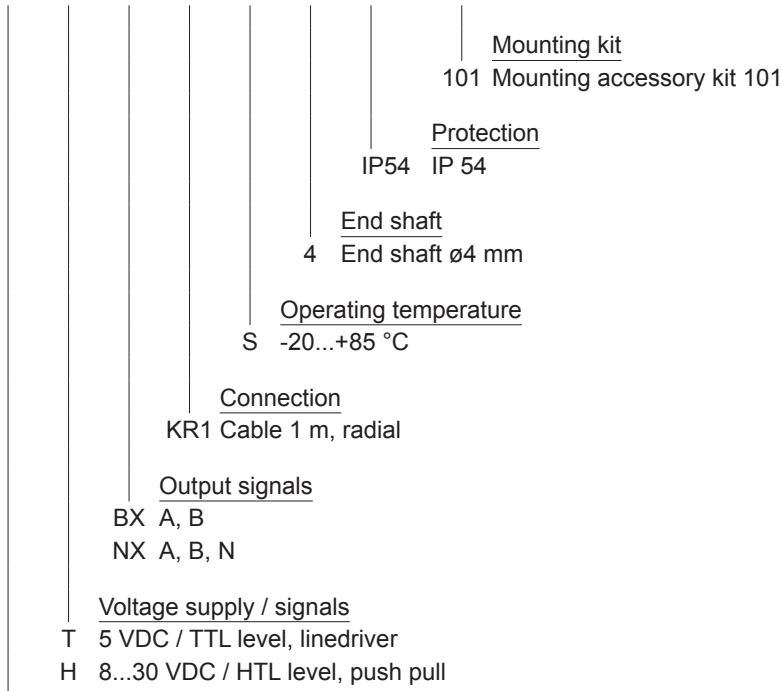 Mounting kit
101 Mounting accessory kit 101
Protection
IP54 IP 54
End shaft
4 End shaft ø4 mm
Operating temperature
S -20...+85 °C
Connection
KR1 Cable 1 m, radial
Output signals
BX A, B
NX A, B, N
Voltage supply / signals
T 5 VDC / TTL level, linedriver
H 8...30 VDC / HTL level, push pull